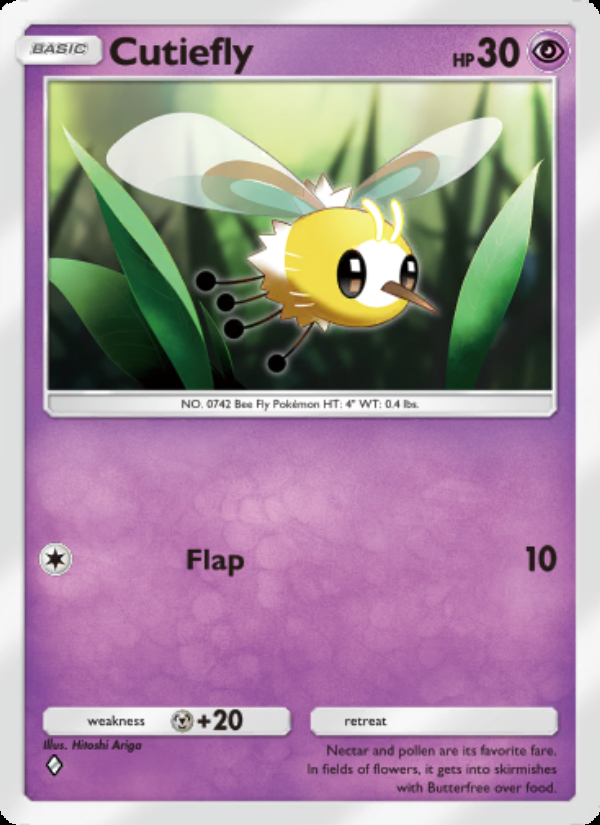 BASIC
Cutiefly
HP 30
NO. 0742 Bee Fly Pokémon HT: 4" WT: 0.4 lbs.
Flap 10
weakness +20 retreat
Illus. Hitoshi Ariga
Nectar and pollen are its favorite fare.
In fields of flowers, it gets into skirmishes
with Butterfree over food.